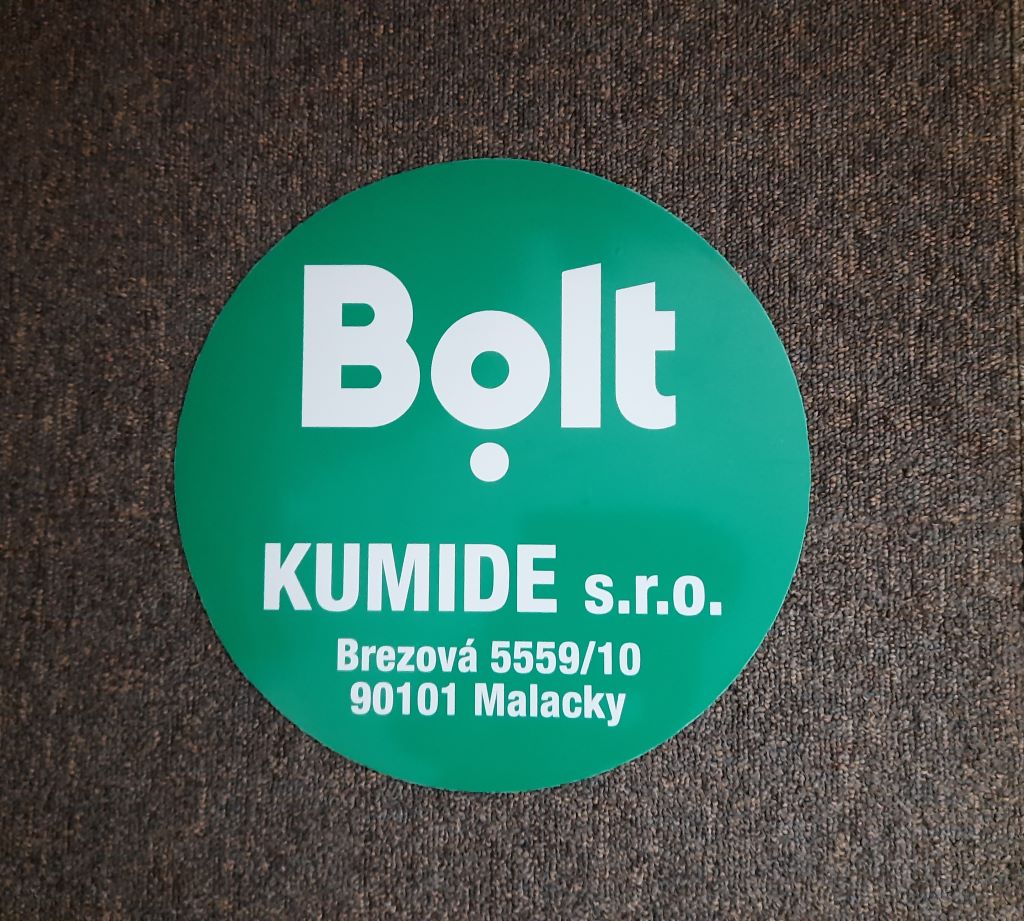 Bolt
KUMIDE s.r.o.
Brezová 5559/10
90101 Malacky